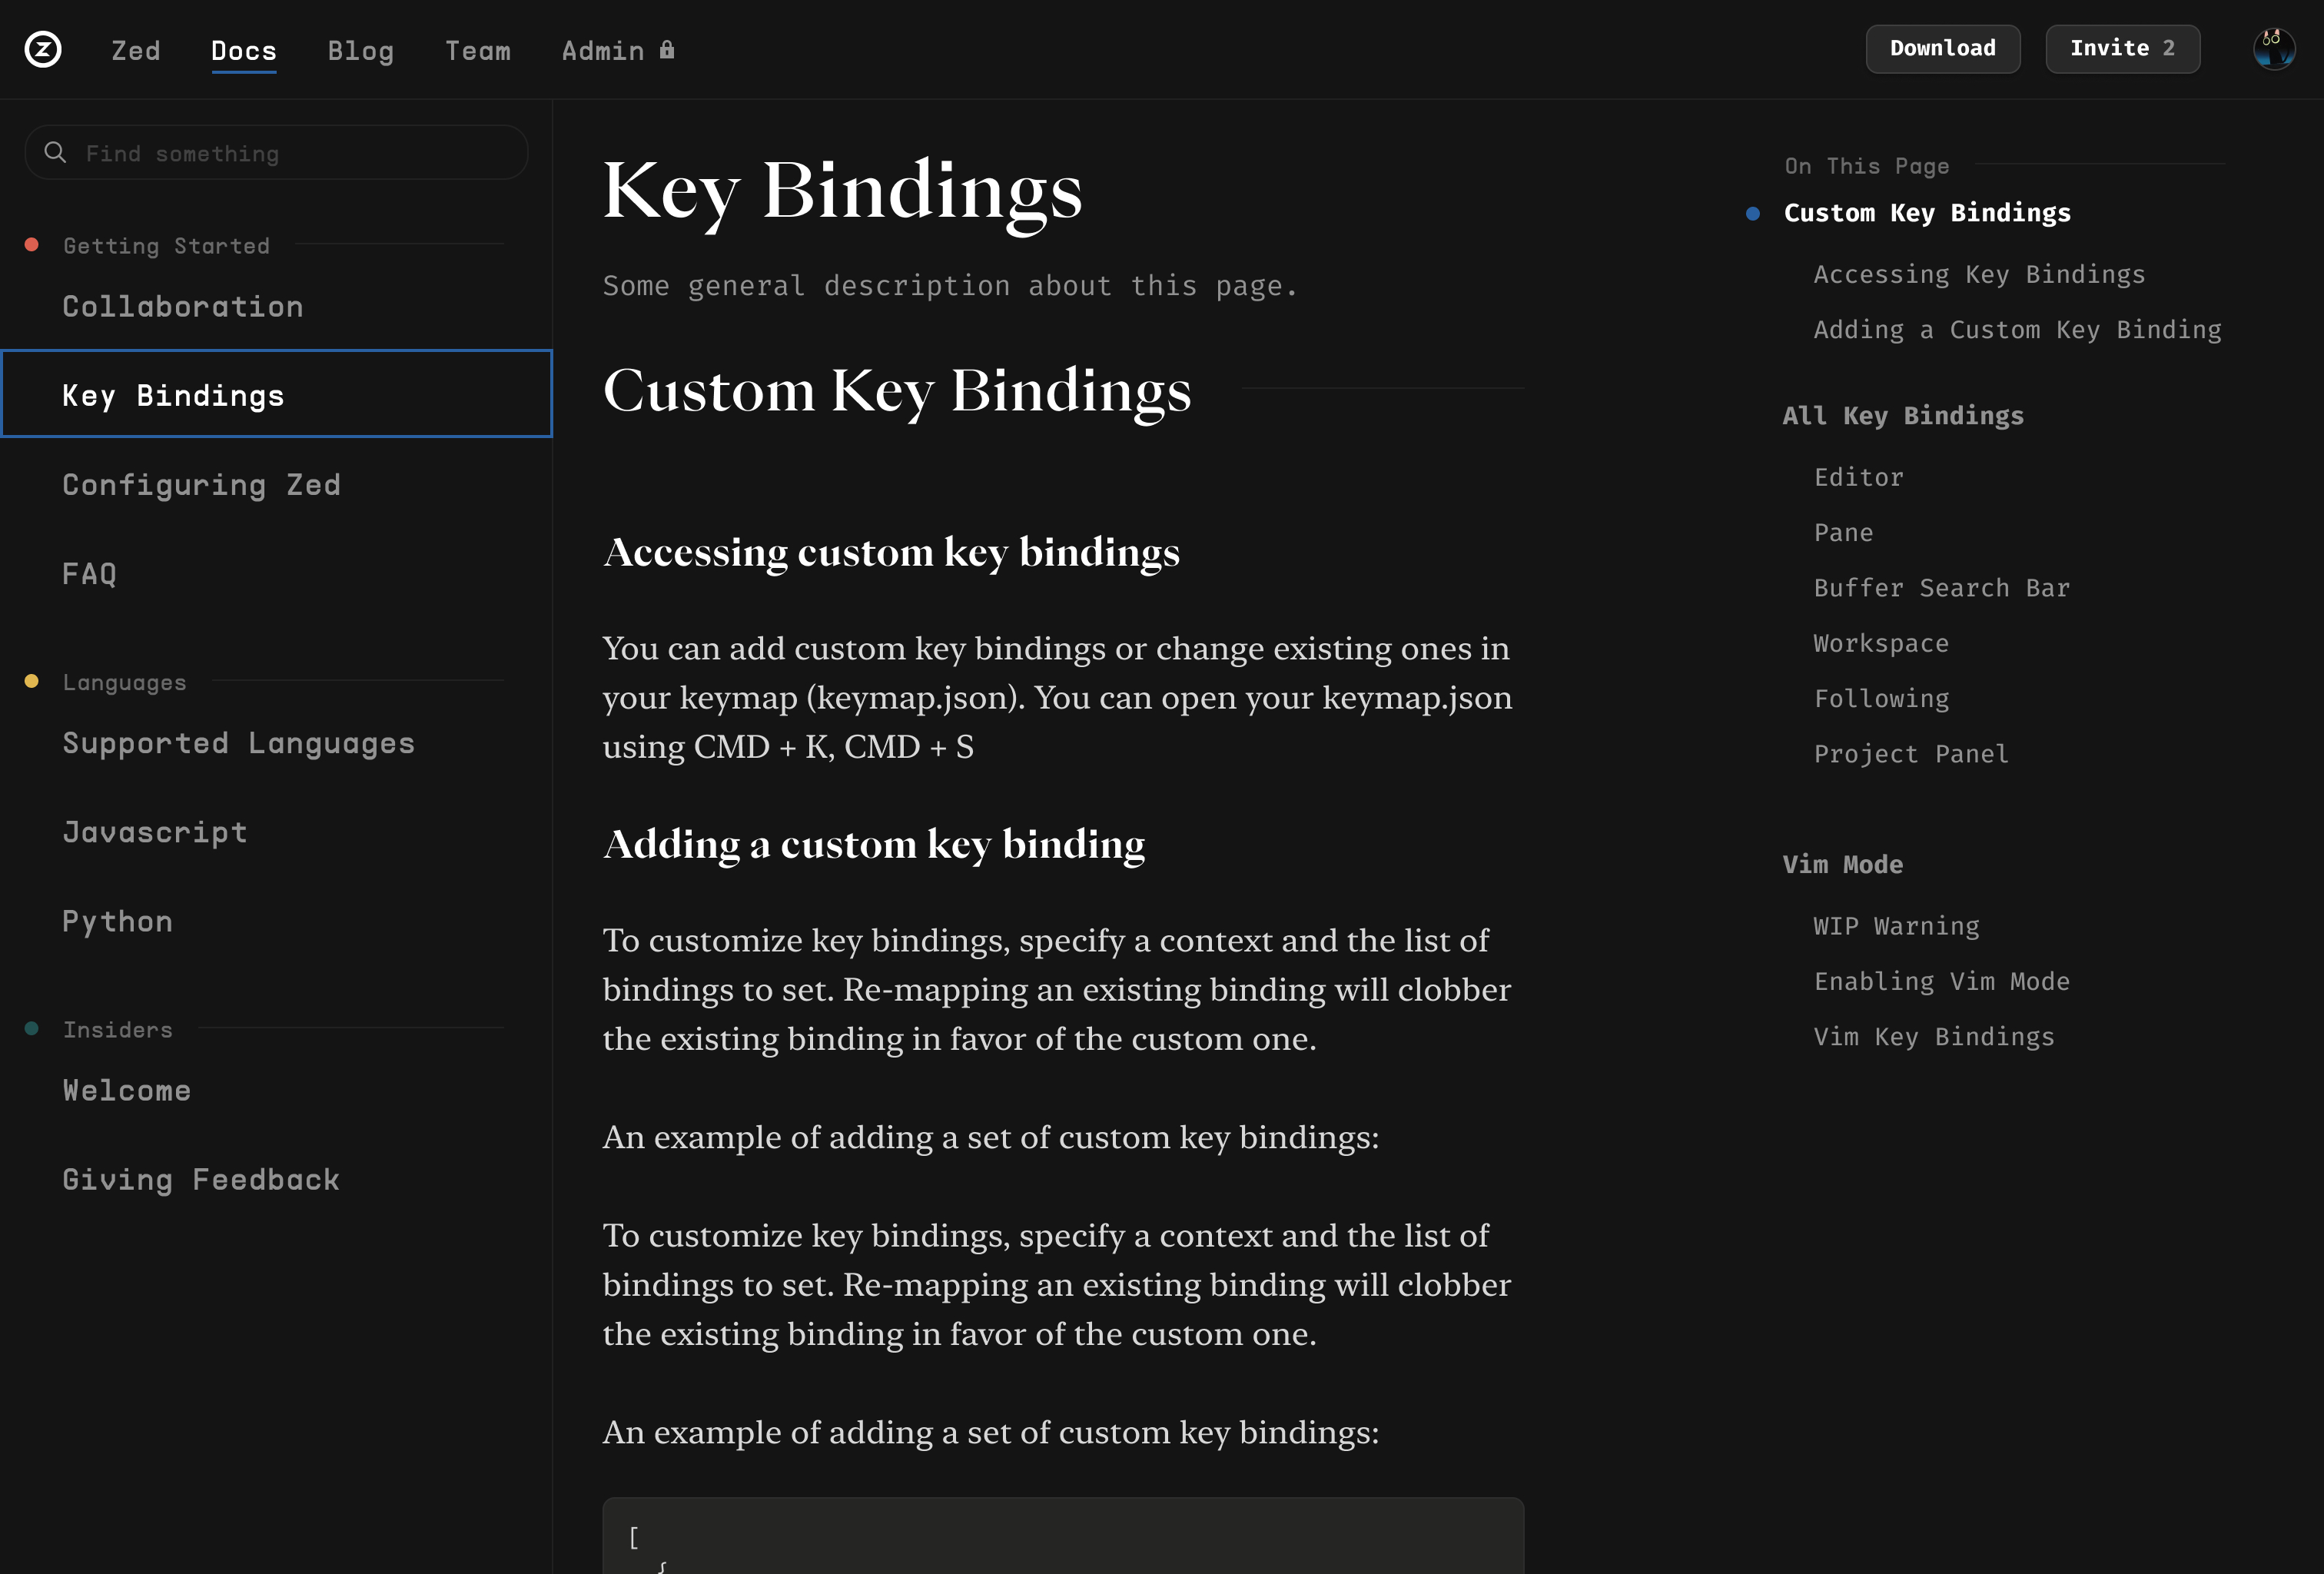 Zed
Docs
Blog
Team
Admin
Download
Invite 2
Find something
Getting Started
Collaboration
Key Bindings
Configuring Zed
FAQ
Languages
Supported Languages
Javascript
Python
Insiders
Welcome
Giving Feedback
Key Bindings
Some general description about this page.
Custom Key Bindings
Accessing custom key bindings
You can add custom key bindings or change existing ones in
your keymap (keymap.json). You can open your keymap.json
using CMD + K, CMD + S
Adding a custom key binding
To customize key bindings, specify a context and the list of
bindings to set. Re-mapping an existing binding will clobber
the existing binding in favor of the custom one.
An example of adding a set of custom key bindings:
To customize key bindings, specify a context and the list of
bindings to set. Re-mapping an existing binding will clobber
the existing binding in favor of the custom one.
An example of adding a set of custom key bindings:
[
{
On This Page
Custom Key Bindings
Accessing Key Bindings
Adding a Custom Key Binding
All Key Bindings
Editor
Pane
Buffer Search Bar
Workspace
Following
Project Panel
Vim Mode
WIP Warning
Enabling Vim Mode
Vim Key Bindings